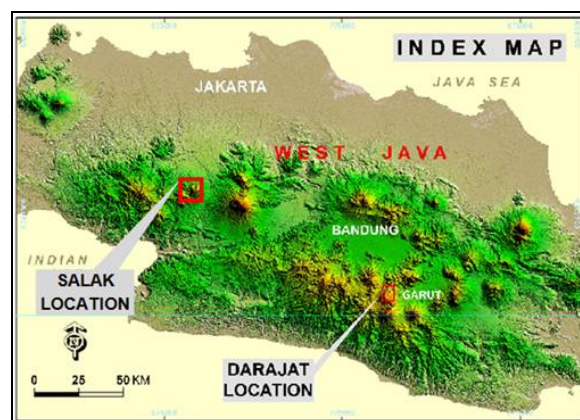 INDEX MAP
JAVA SEA
JAKARTA
WEST JAVA
BANDUNG
INDIAN
SALAK
LOCATION
GARUT
DARAJAT
LOCATION
0 25 50 KM